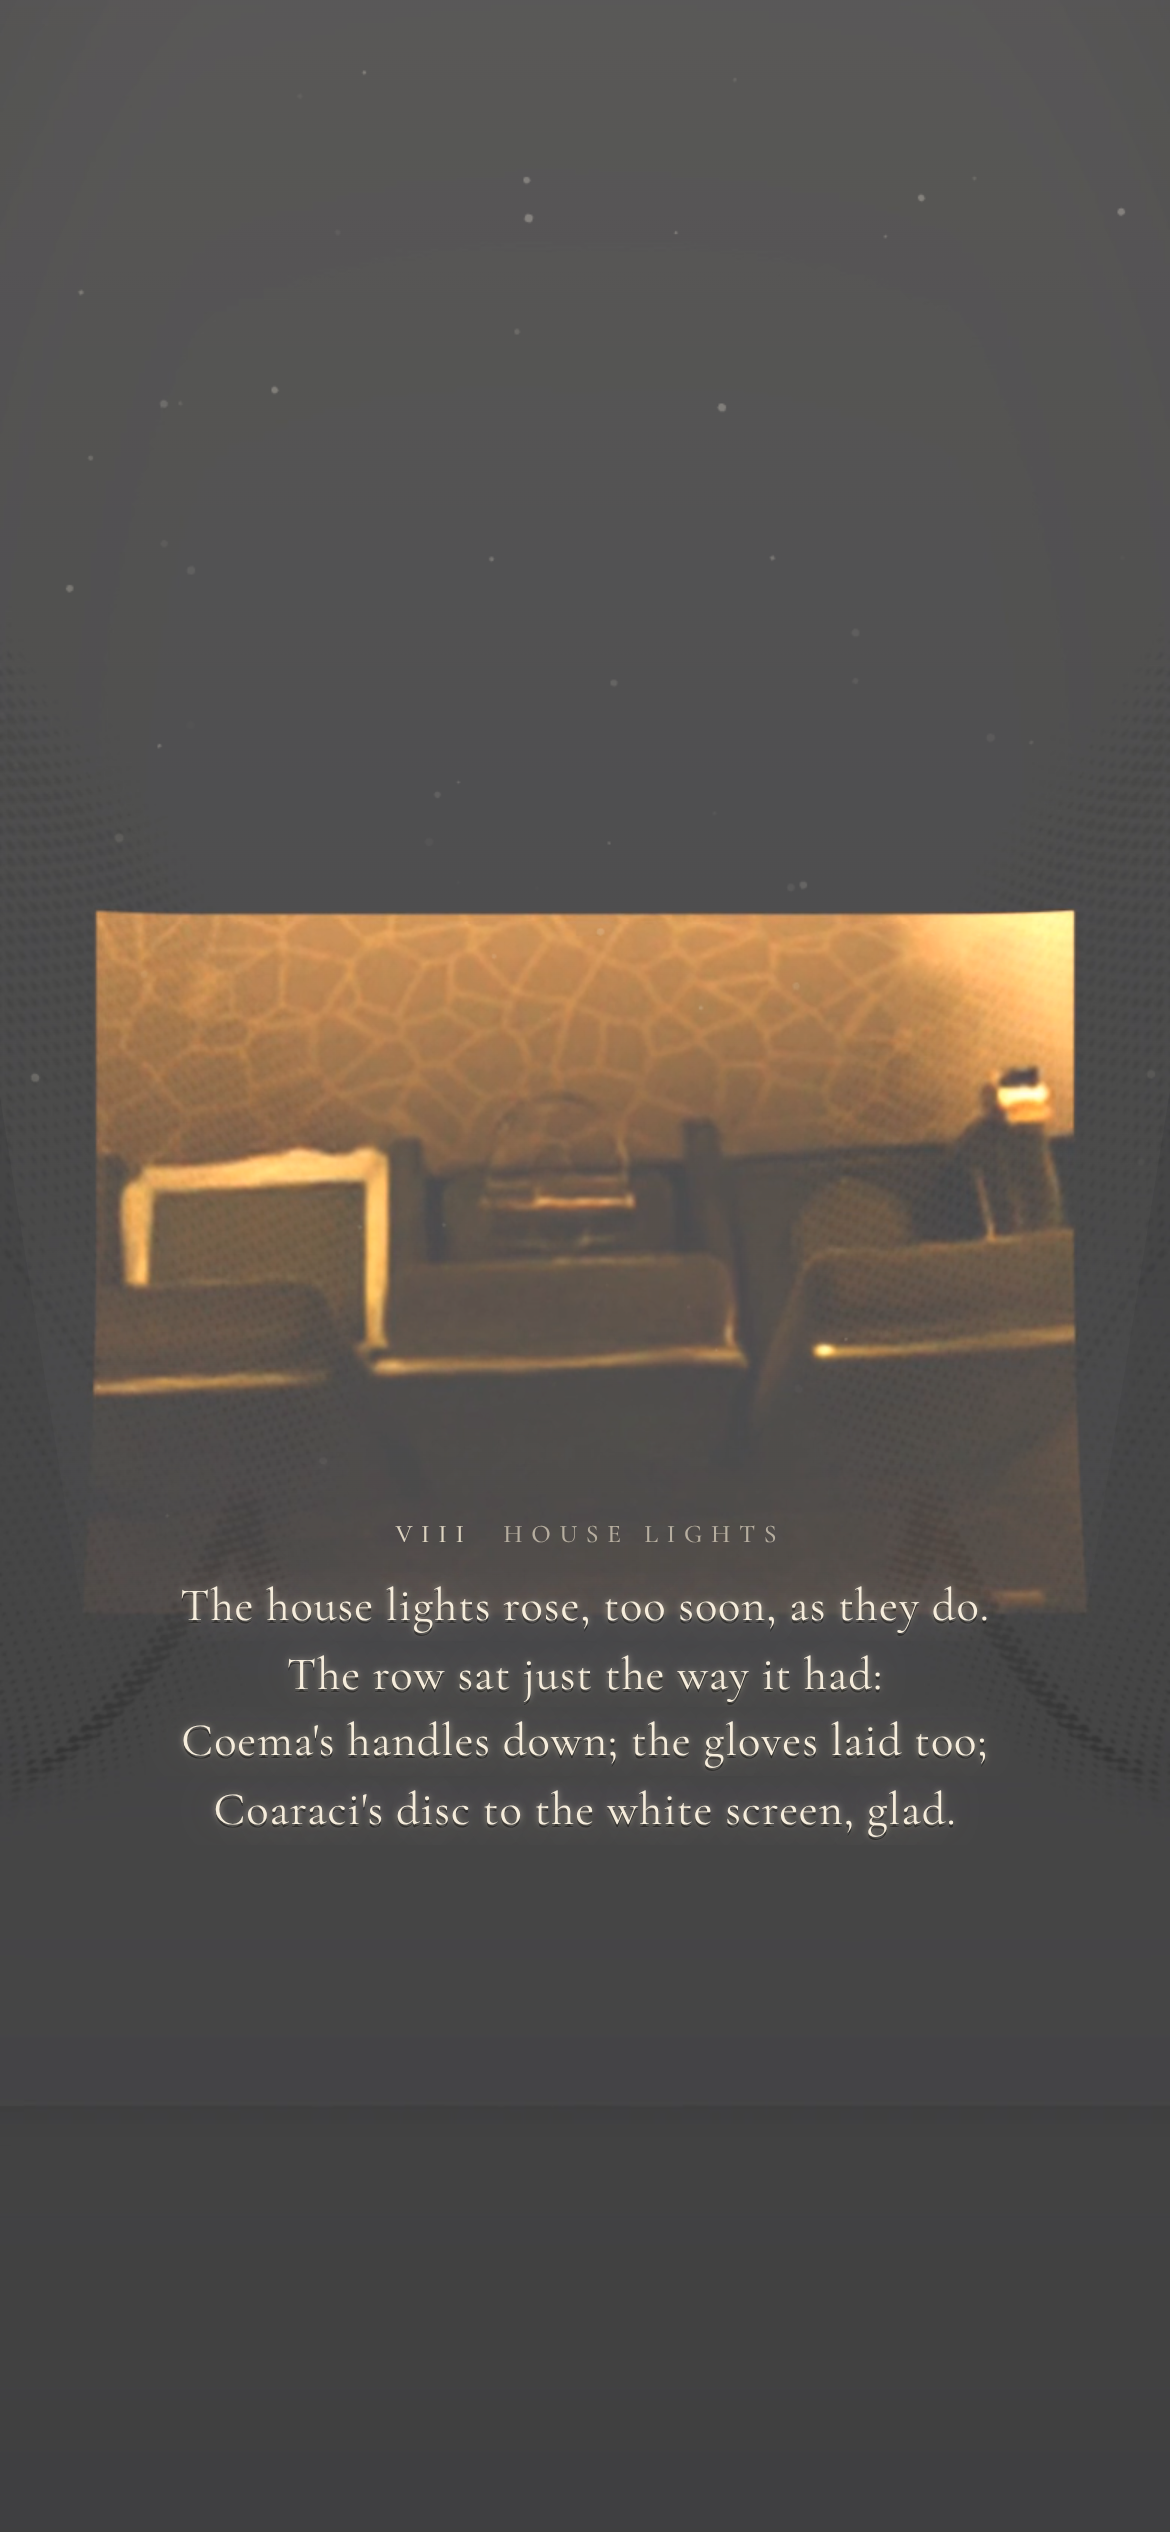 VIII HOUSE LIGHTS
The house lights rose, too soon, as they do.
The row sat just the way it had:
Coema's handles down; the gloves laid too;
Coaraci's disc to the white screen, glad.